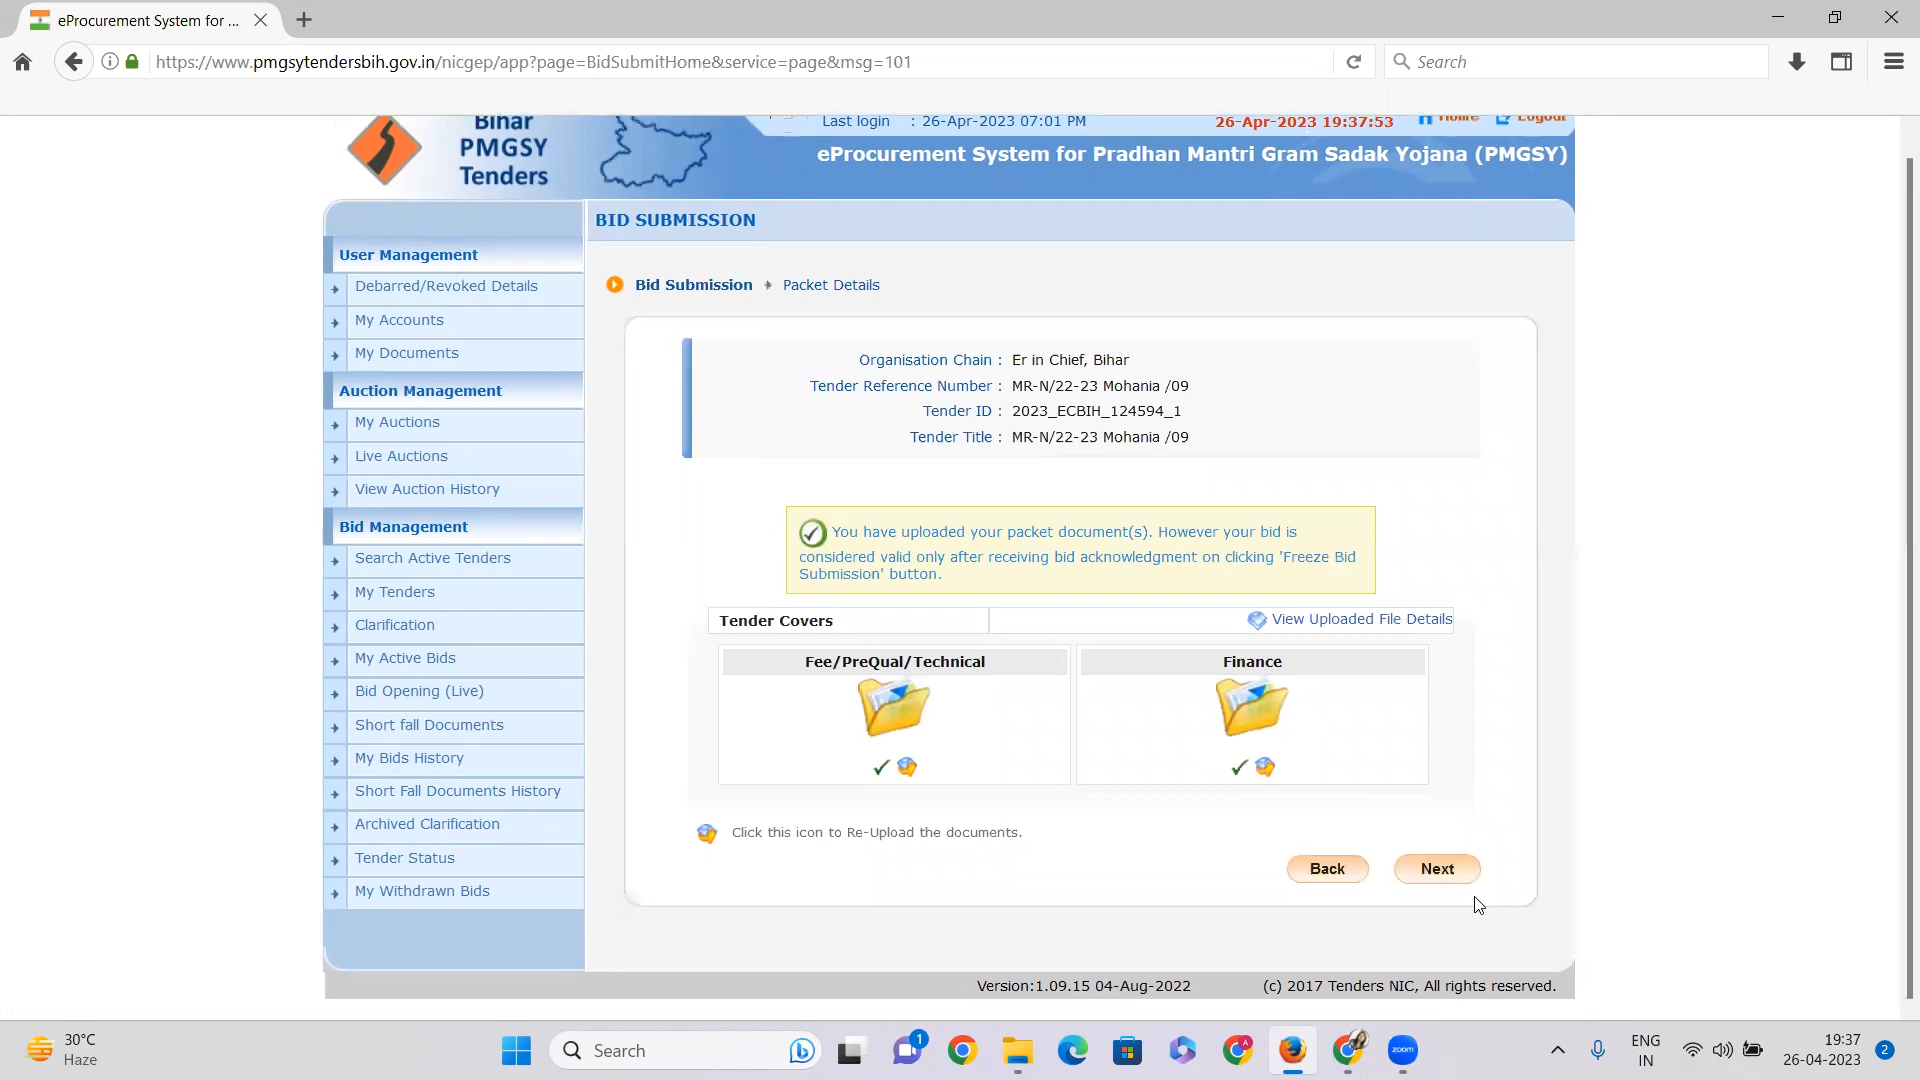 eProcurement System for ...
https://www.pmgsytendersbih.gov.in/nicgep/app?page=BidSubmitHome&service=page&msg=101
Search
Bihar
PMGSY
Tenders
Last login : 26-Apr-2023 07:01 PM
26-Apr-2023 19:37:53
Home
Logout
eProcurement System for Pradhan Mantri Gram Sadak Yojana (PMGSY)
BID SUBMISSION
User Management
Debarred/Revoked Details
My Accounts
My Documents
Auction Management
My Auctions
Live Auctions
View Auction History
Bid Management
Search Active Tenders
My Tenders
Clarification
My Active Bids
Bid Opening (Live)
Short fall Documents
My Bids History
Short Fall Documents History
Archived Clarification
Tender Status
My Withdrawn Bids
Bid Submission Packet Details
Organisation Chain : Er in Chief, Bihar
Tender Reference Number : MR-N/22-23 Mohania /09
Tender ID : 2023_ECBIH_124594_1
Tender Title : MR-N/22-23 Mohania /09
You have uploaded your packet document(s). However your bid is
considered valid only after receiving bid acknowledgment on clicking 'Freeze Bid
Submission' button.
Tender Covers
View Uploaded File Details
Fee/PreQual/Technical
Finance
Click this icon to Re-Upload the documents.
Back
Next
Version:1.09.15 04-Aug-2022
(c) 2017 Tenders NIC, All rights reserved.
30°C
Haze
Search
1
A
zoom
ENG
IN
19:37
26-04-2023
2